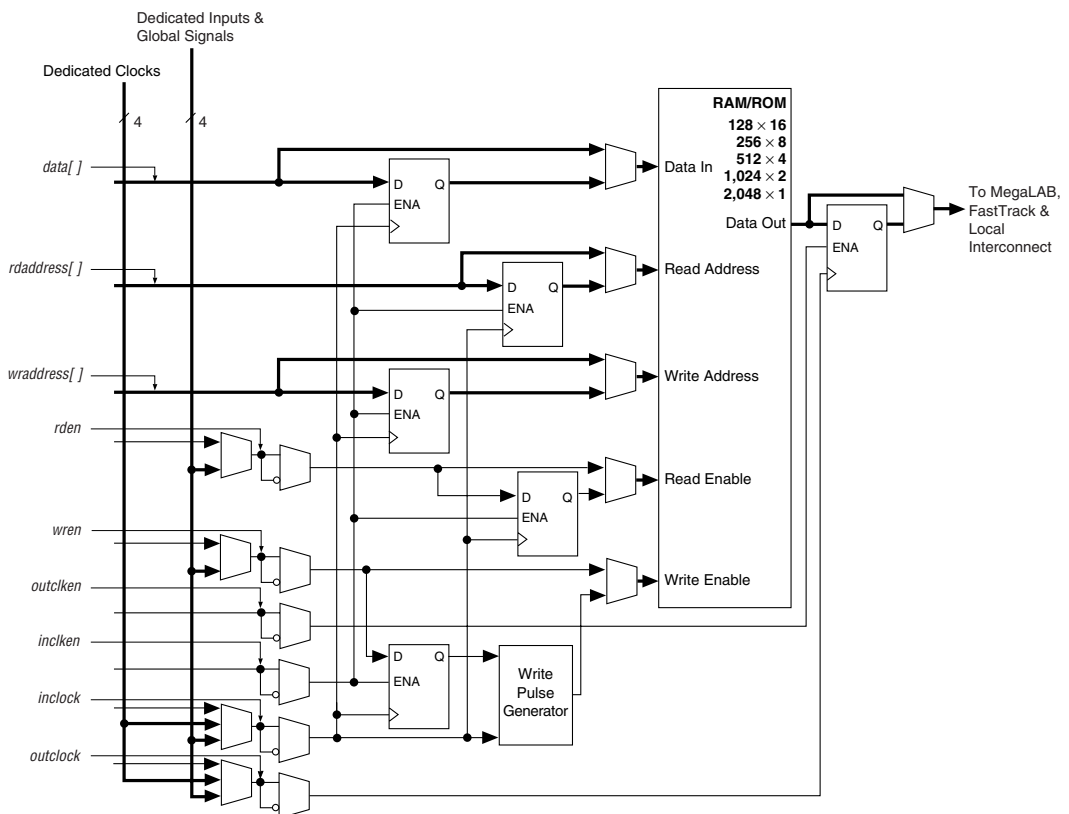 Dedicated Inputs &
Global Signals
Dedicated Clocks
4
4
RAM/ROM
128 × 16
256 × 8
512 × 4
1,024 × 2
2,048 × 1
data[ ]
D
Q
ENA
Data In
Data Out
D
Q
ENA
To MegaLAB,
FastTrack &
Local
Interconnect
rdaddress[ ]
D
Q
ENA
Read Address
wraddress[ ]
D
Q
ENA
Write Address
rden
D
Q
ENA
Read Enable
wren
Write Enable
outclken
inclken
D
Q
ENA
Write
Pulse
Generator
inclock
outclock